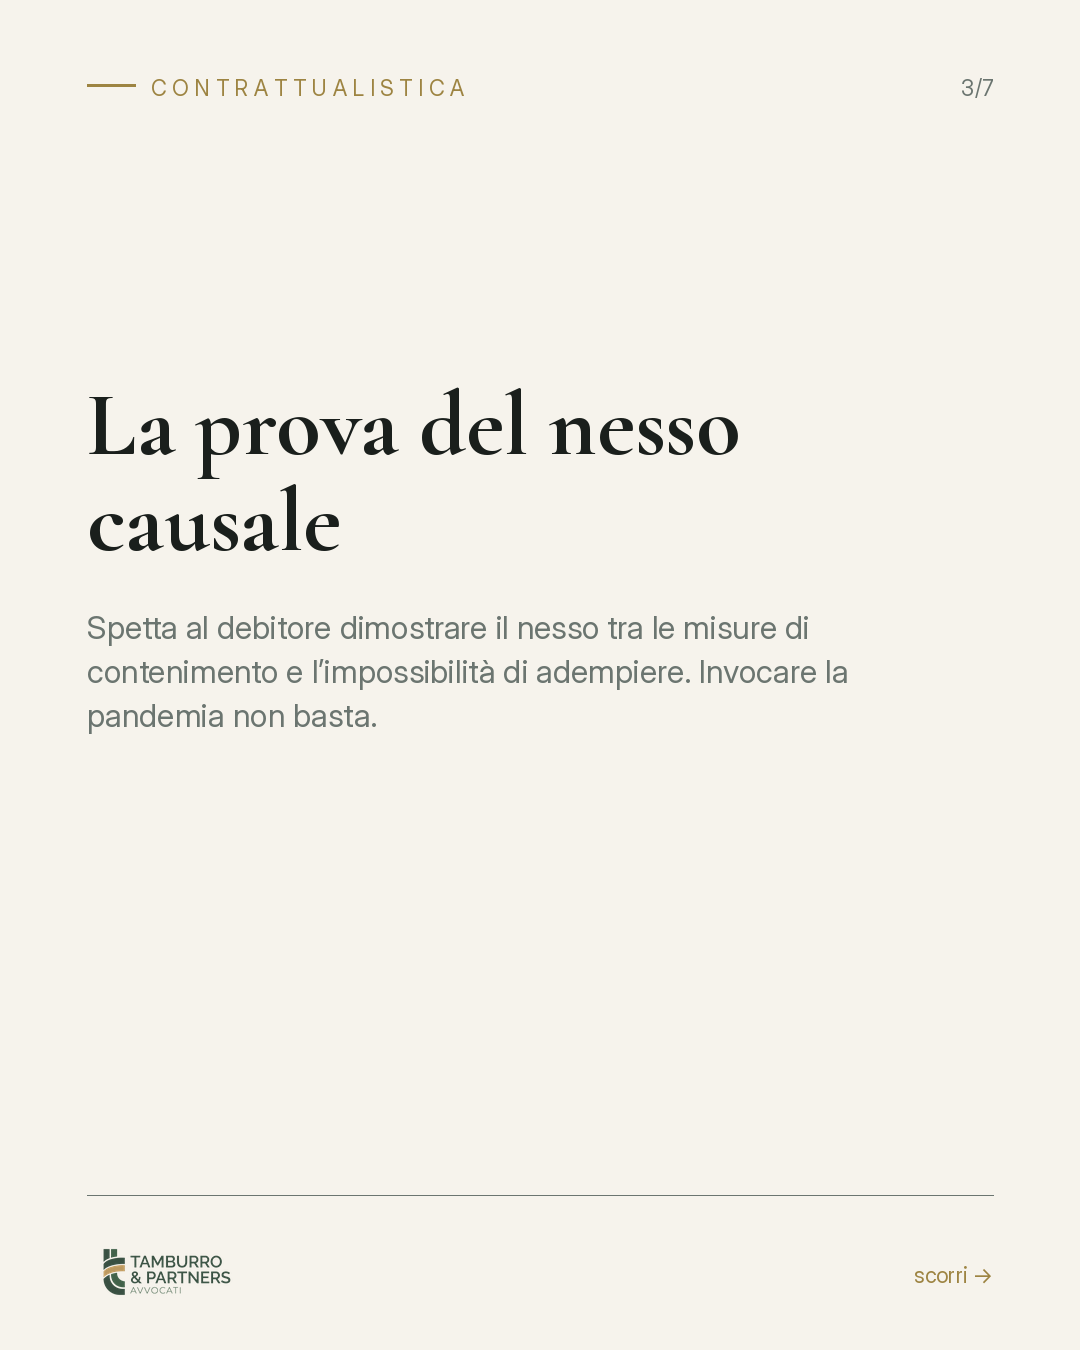 CONTRATTUALISTICA
3/7
La prova del nesso
causale
Spetta al debitore dimostrare il nesso tra le misure di
contenimento e l’impossibilità di adempiere. Invocare la
pandemia non basta.
TAMBURRO
& PARTNERS
AVVOCATI
scorri →